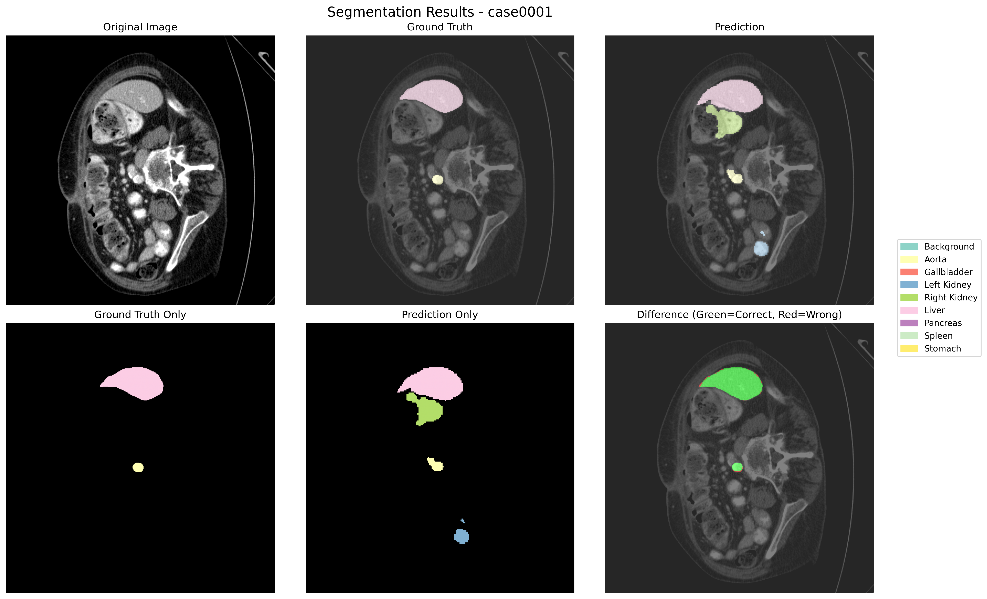 Segmentation Results - case0001
Original Image
Ground Truth
Prediction
Ground Truth Only
Prediction Only
Difference (Green=Correct, Red=Wrong)
Background
Aorta
Gallbladder
Left Kidney
Right Kidney
Liver
Pancreas
Spleen
Stomach